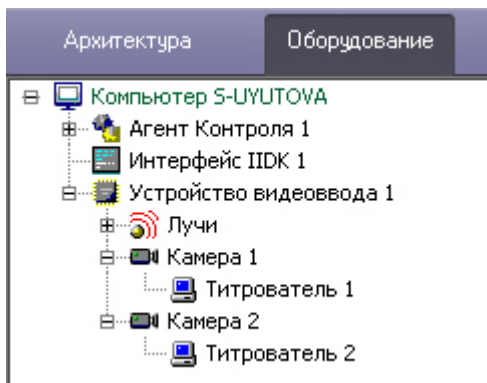 Архитектура Оборудование
Компьютер S-UYUTOVA
Агент Контроля 1
Интерфейс IIDK 1
Устройство видеоввода 1
Лучи
Камера 1
Титрователь 1
Камера 2
Титрователь 2